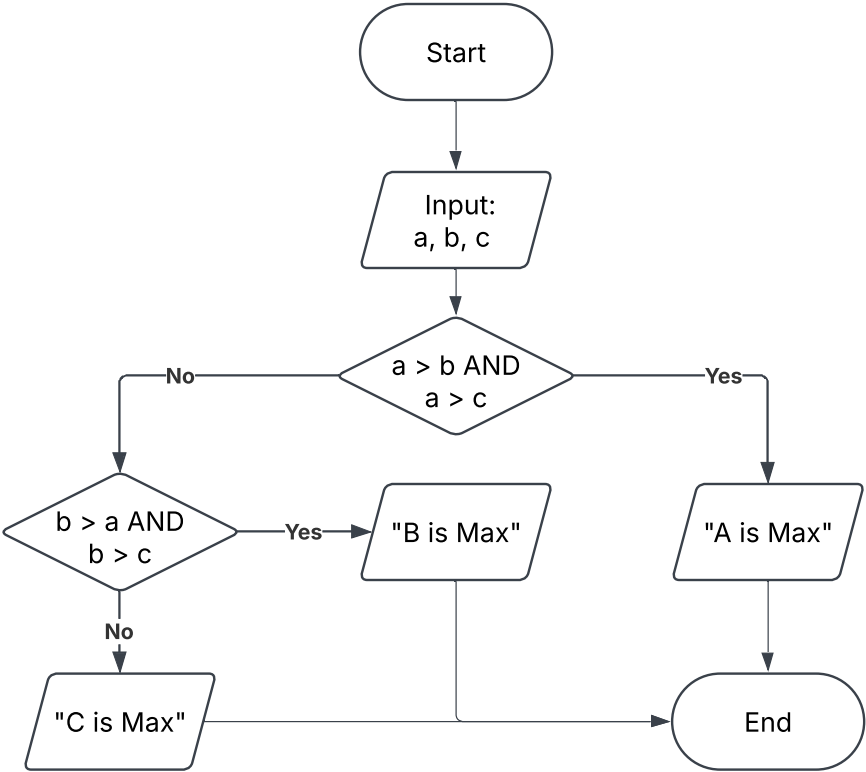 Start
Input:
a, b, c
a > b AND
a > c
No
Yes
b > a AND
b > c
Yes
"B is Max"
"A is Max"
No
"C is Max"
End